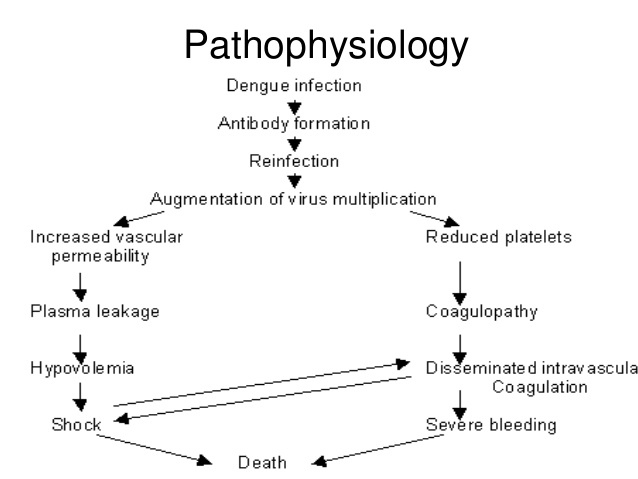 Pathophysiology
Dengue infection
Antibody formation
Reinfection
Augmentation of virus multiplication
Increased vascular
permeability
Reduced platelets
Plasma leakage
Coagulopathy
Hypovolemia
Disseminated intravascula
Coagulation
Shock
Severe bleeding
Death